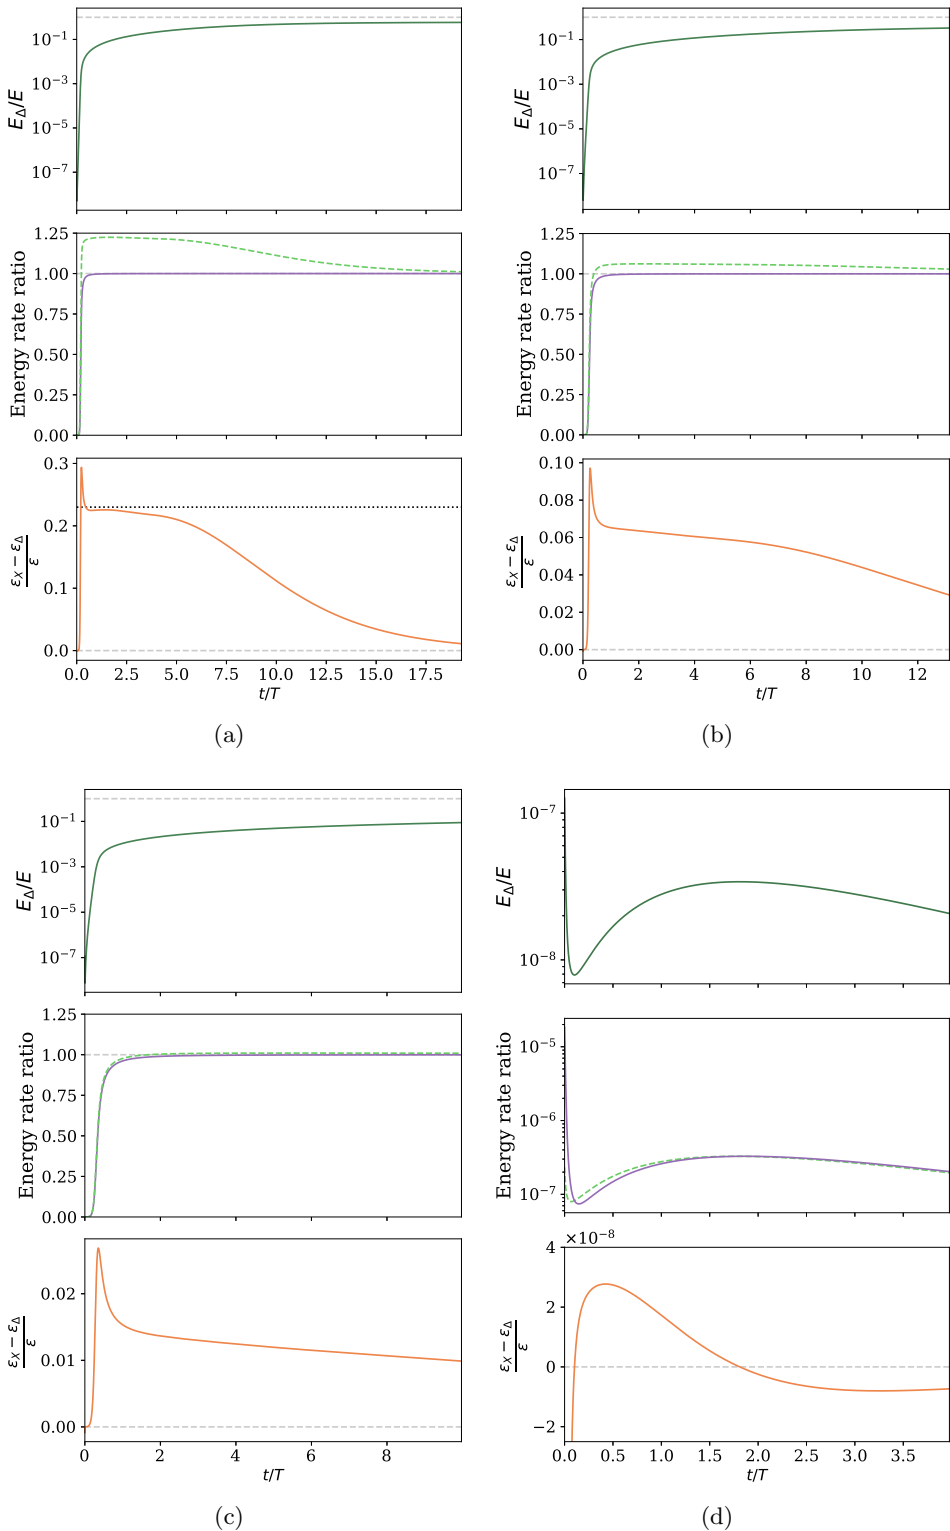 10⁻¹
10⁻³
10⁻⁵
10⁻⁷
E_Δ/E
1.25
1.00
0.75
0.50
0.25
0.00
Energy rate ratio
0.3
0.2
0.1
0.0
ε_X − ε_Δ
ε
0.0 2.5 5.0 7.5 10.0 12.5 15.0 17.5
t/T
(a)
10⁻¹
10⁻³
10⁻⁵
10⁻⁷
E_Δ/E
1.25
1.00
0.75
0.50
0.25
0.00
Energy rate ratio
0.10
0.08
0.06
0.04
0.02
0.00
ε_X − ε_Δ
ε
0 2 4 6 8 10 12
t/T
(b)
10⁻¹
10⁻³
10⁻⁵
10⁻⁷
E_Δ/E
1.25
1.00
0.75
0.50
0.25
0.00
Energy rate ratio
0.02
0.01
0.00
ε_X − ε_Δ
ε
0 2 4 6 8
t/T
(c)
10⁻⁷
10⁻⁸
E_Δ/E
10⁻⁵
10⁻⁶
10⁻⁷
Energy rate ratio
×10⁻⁸
4
2
0
−2
ε_X − ε_Δ
ε
0.0 0.5 1.0 1.5 2.0 2.5 3.0 3.5
t/T
(d)